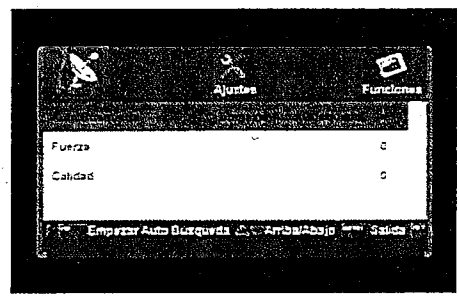 Ajustes
Funciones
Fuerza 0
Calidad 0
Empezar Auto Búsqueda Arriba/Abajo Salida